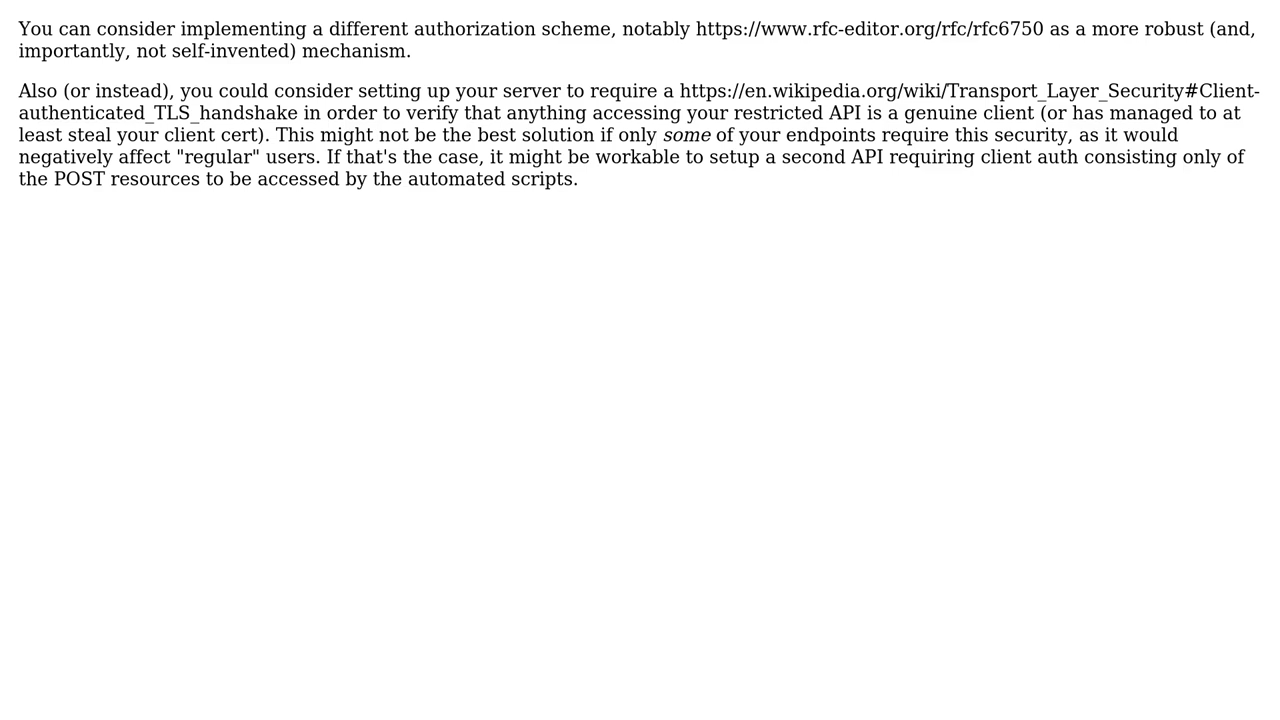 You can consider implementing a different authorization scheme, notably https://www.rfc-editor.org/rfc/rfc6750 as a more robust (and,
importantly, not self-invented) mechanism.
Also (or instead), you could consider setting up your server to require a https://en.wikipedia.org/wiki/Transport_Layer_Security#Client-
authenticated_TLS_handshake in order to verify that anything accessing your restricted API is a genuine client (or has managed to at
least steal your client cert). This might not be the best solution if only some of your endpoints require this security, as it would
negatively affect "regular" users. If that's the case, it might be workable to setup a second API requiring client auth consisting only of
the POST resources to be accessed by the automated scripts.